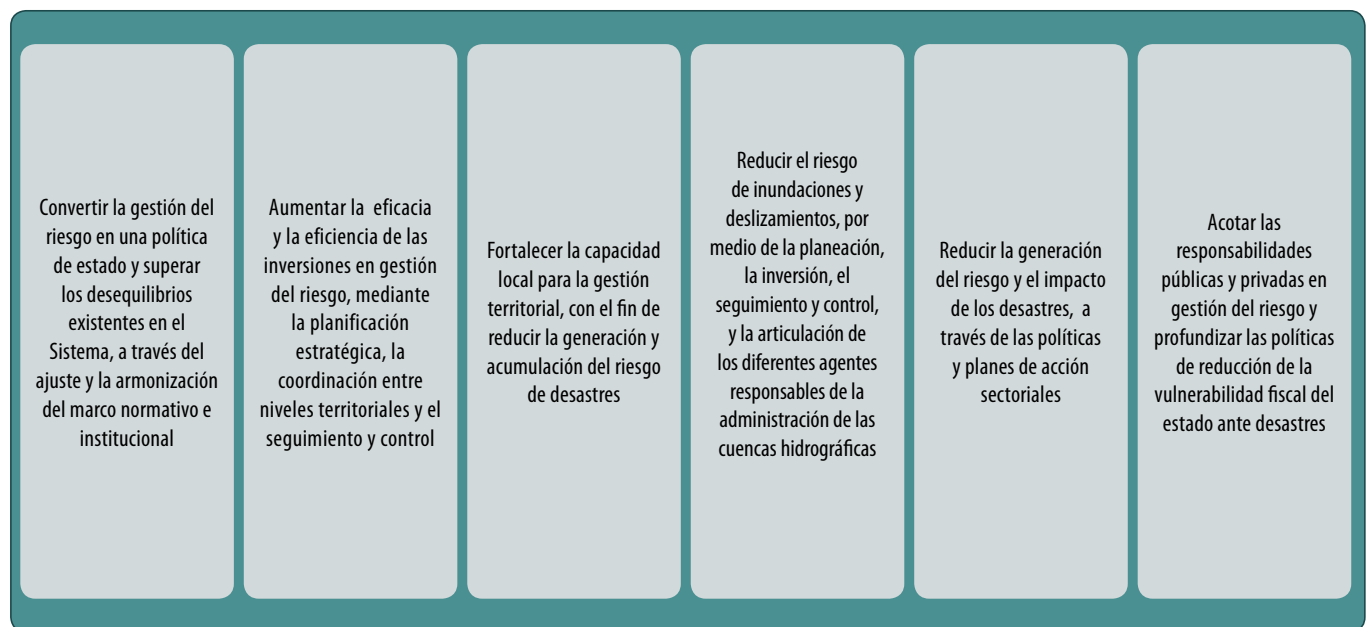 Convertir la gestión del
riesgo en una política
de estado y superar
los desequilibrios
existentes en el
Sistema, a través del
ajuste y la armonización
del marco normativo e
institucional
Aumentar la eficacia
y la eficiencia de las
inversiones en gestión
del riesgo, mediante
la planificación
estratégica, la
coordinación entre
niveles territoriales y el
seguimiento y control
Fortalecer la capacidad
local para la gestión
territorial, con el fin de
reducir la generación y
acumulación del riesgo
de desastres
Reducir el riesgo
de inundaciones y
deslizamientos, por
medio de la planeación,
la inversión, el
seguimiento y control,
y la articulación de
los diferentes agentes
responsables de la
administración de las
cuencas hidrográficas
Reducir la generación
del riesgo y el impacto
de los desastres, a
través de las políticas
y planes de acción
sectoriales
Acotar las
responsabilidades
públicas y privadas en
gestión del riesgo y
profundizar las políticas
de reducción de la
vulnerabilidad fiscal del
estado ante desastres